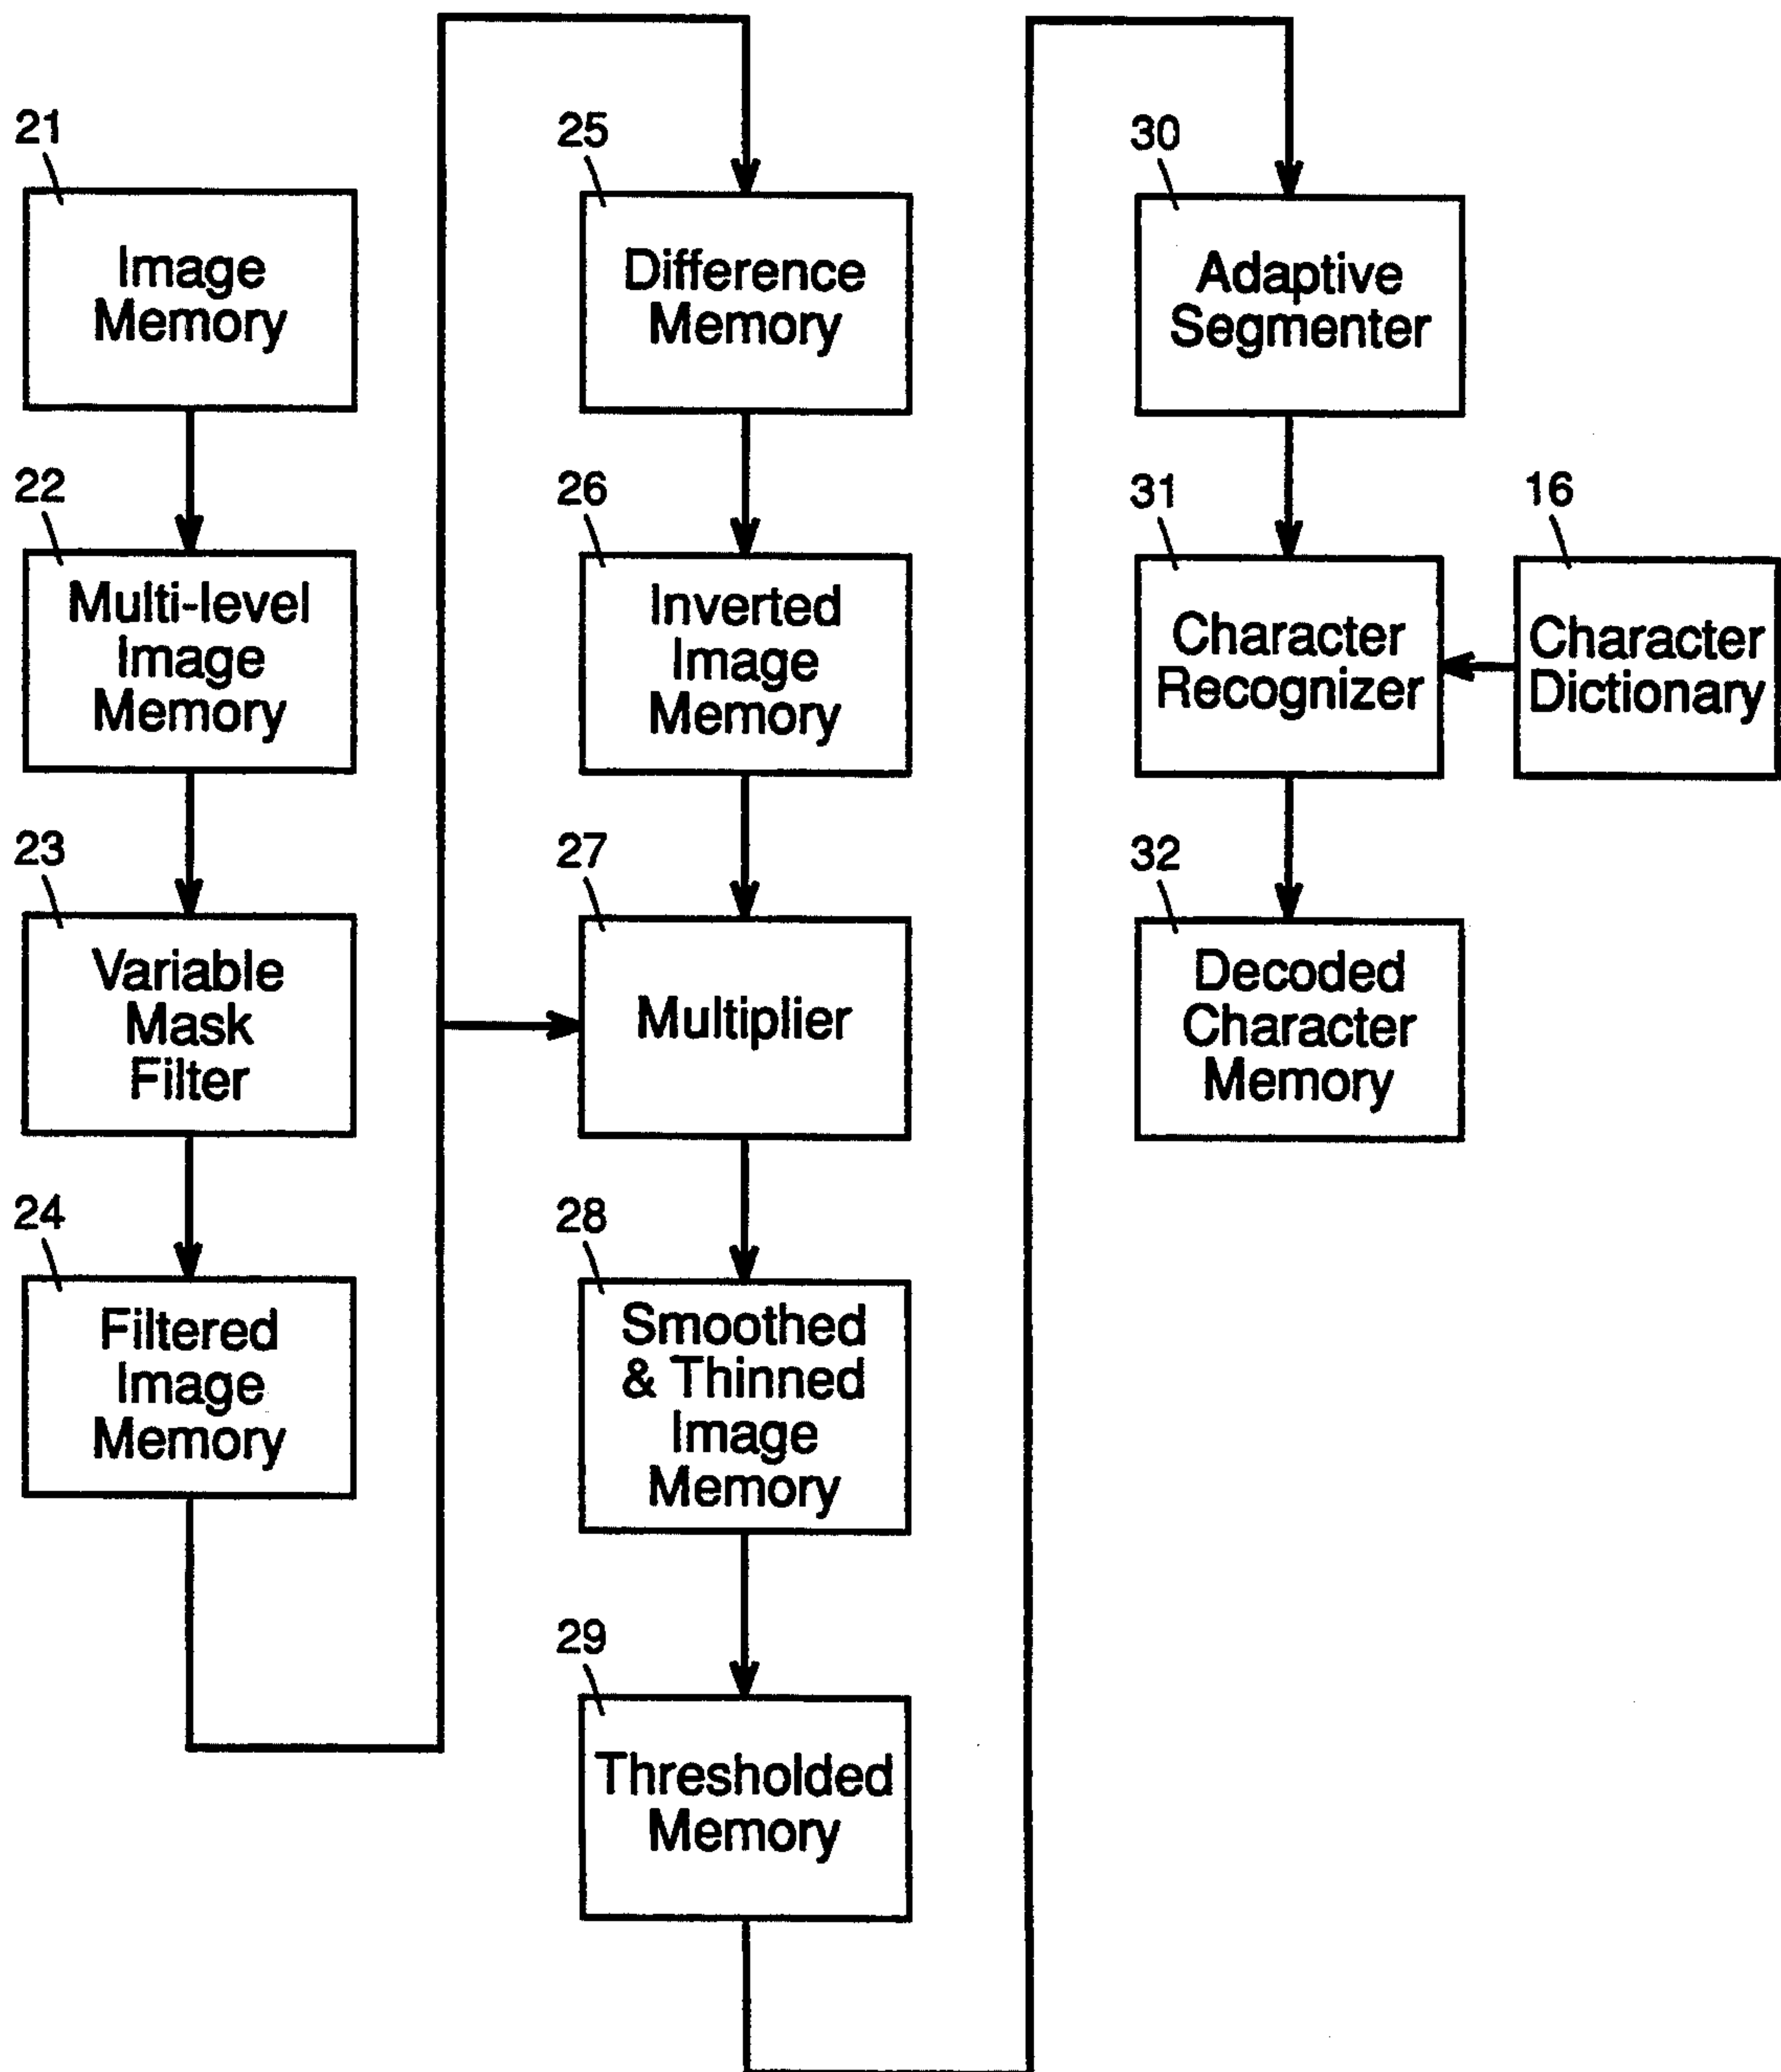 21
Image
Memory
22
Multi-level
Image
Memory
23
Variable
Mask
Filter
24
Filtered
Image
Memory
25
Difference
Memory
26
Inverted
Image
Memory
27
Multiplier
28
Smoothed
& Thinned
Image
Memory
29
Thresholded
Memory
30
Adaptive
Segmenter
31
Character
Recognizer
16
Character
Dictionary
32
Decoded
Character
Memory